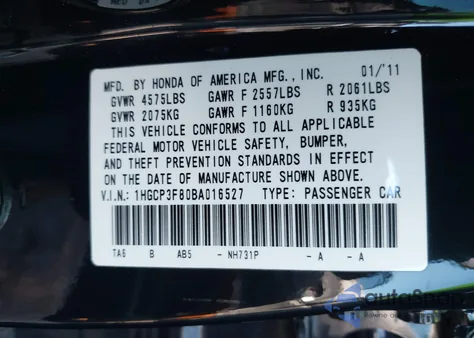 MFD. BY HONDA OF AMERICA MFG., INC. 01/'11
GVWR 4575LBS GAWR F 2557LBS R 2061LBS
GVWR 2075KG GAWR F 1160KG R 935KG
THIS VEHICLE CONFORMS TO ALL APPLICABLE
FEDERAL MOTOR VEHICLE SAFETY, BUMPER,
AND THEFT PREVENTION STANDARDS IN EFFECT
ON THE DATE OF MANUFACTURE SHOWN ABOVE.
V.I.N.: 1HGCP3F80BA016527 TYPE: PASSENGER CAR
TA6 B AB5 - NH731P - A - A